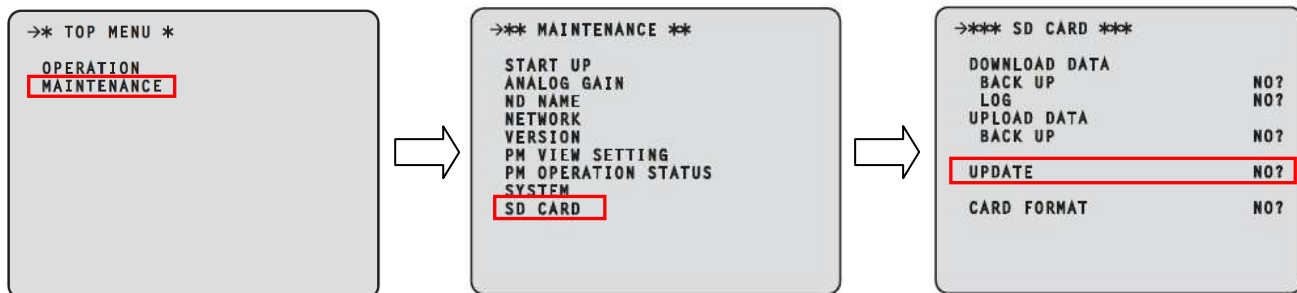 →* TOP MENU *
OPERATION
MAINTENANCE
→** MAINTENANCE **
START UP
ANALOG GAIN
ND NAME
NETWORK
VERSION
PM VIEW SETTING
PM OPERATION STATUS
SYSTEM
SD CARD
→*** SD CARD ***
DOWNLOAD DATA
BACK UP NO?
LOG NO?
UPLOAD DATA
BACK UP NO?
UPDATE NO?
CARD FORMAT NO?